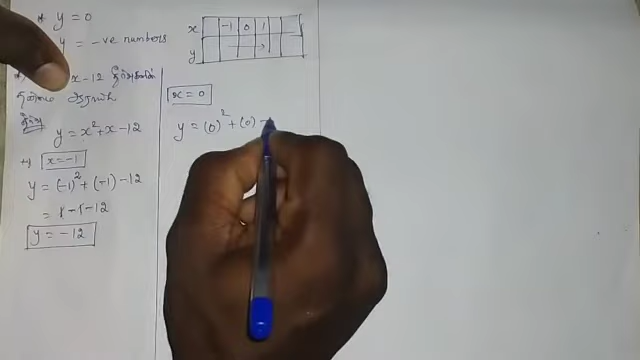 y = 0
y = -ve numbers
x - 12
தீர்வு
y = x² + x - 12
x = -1
y = (-1)² + (-1) - 12
= 1 - 1 - 12
y = -12
x -1 0 1
y
x = 0
y = (0)² + (0) -